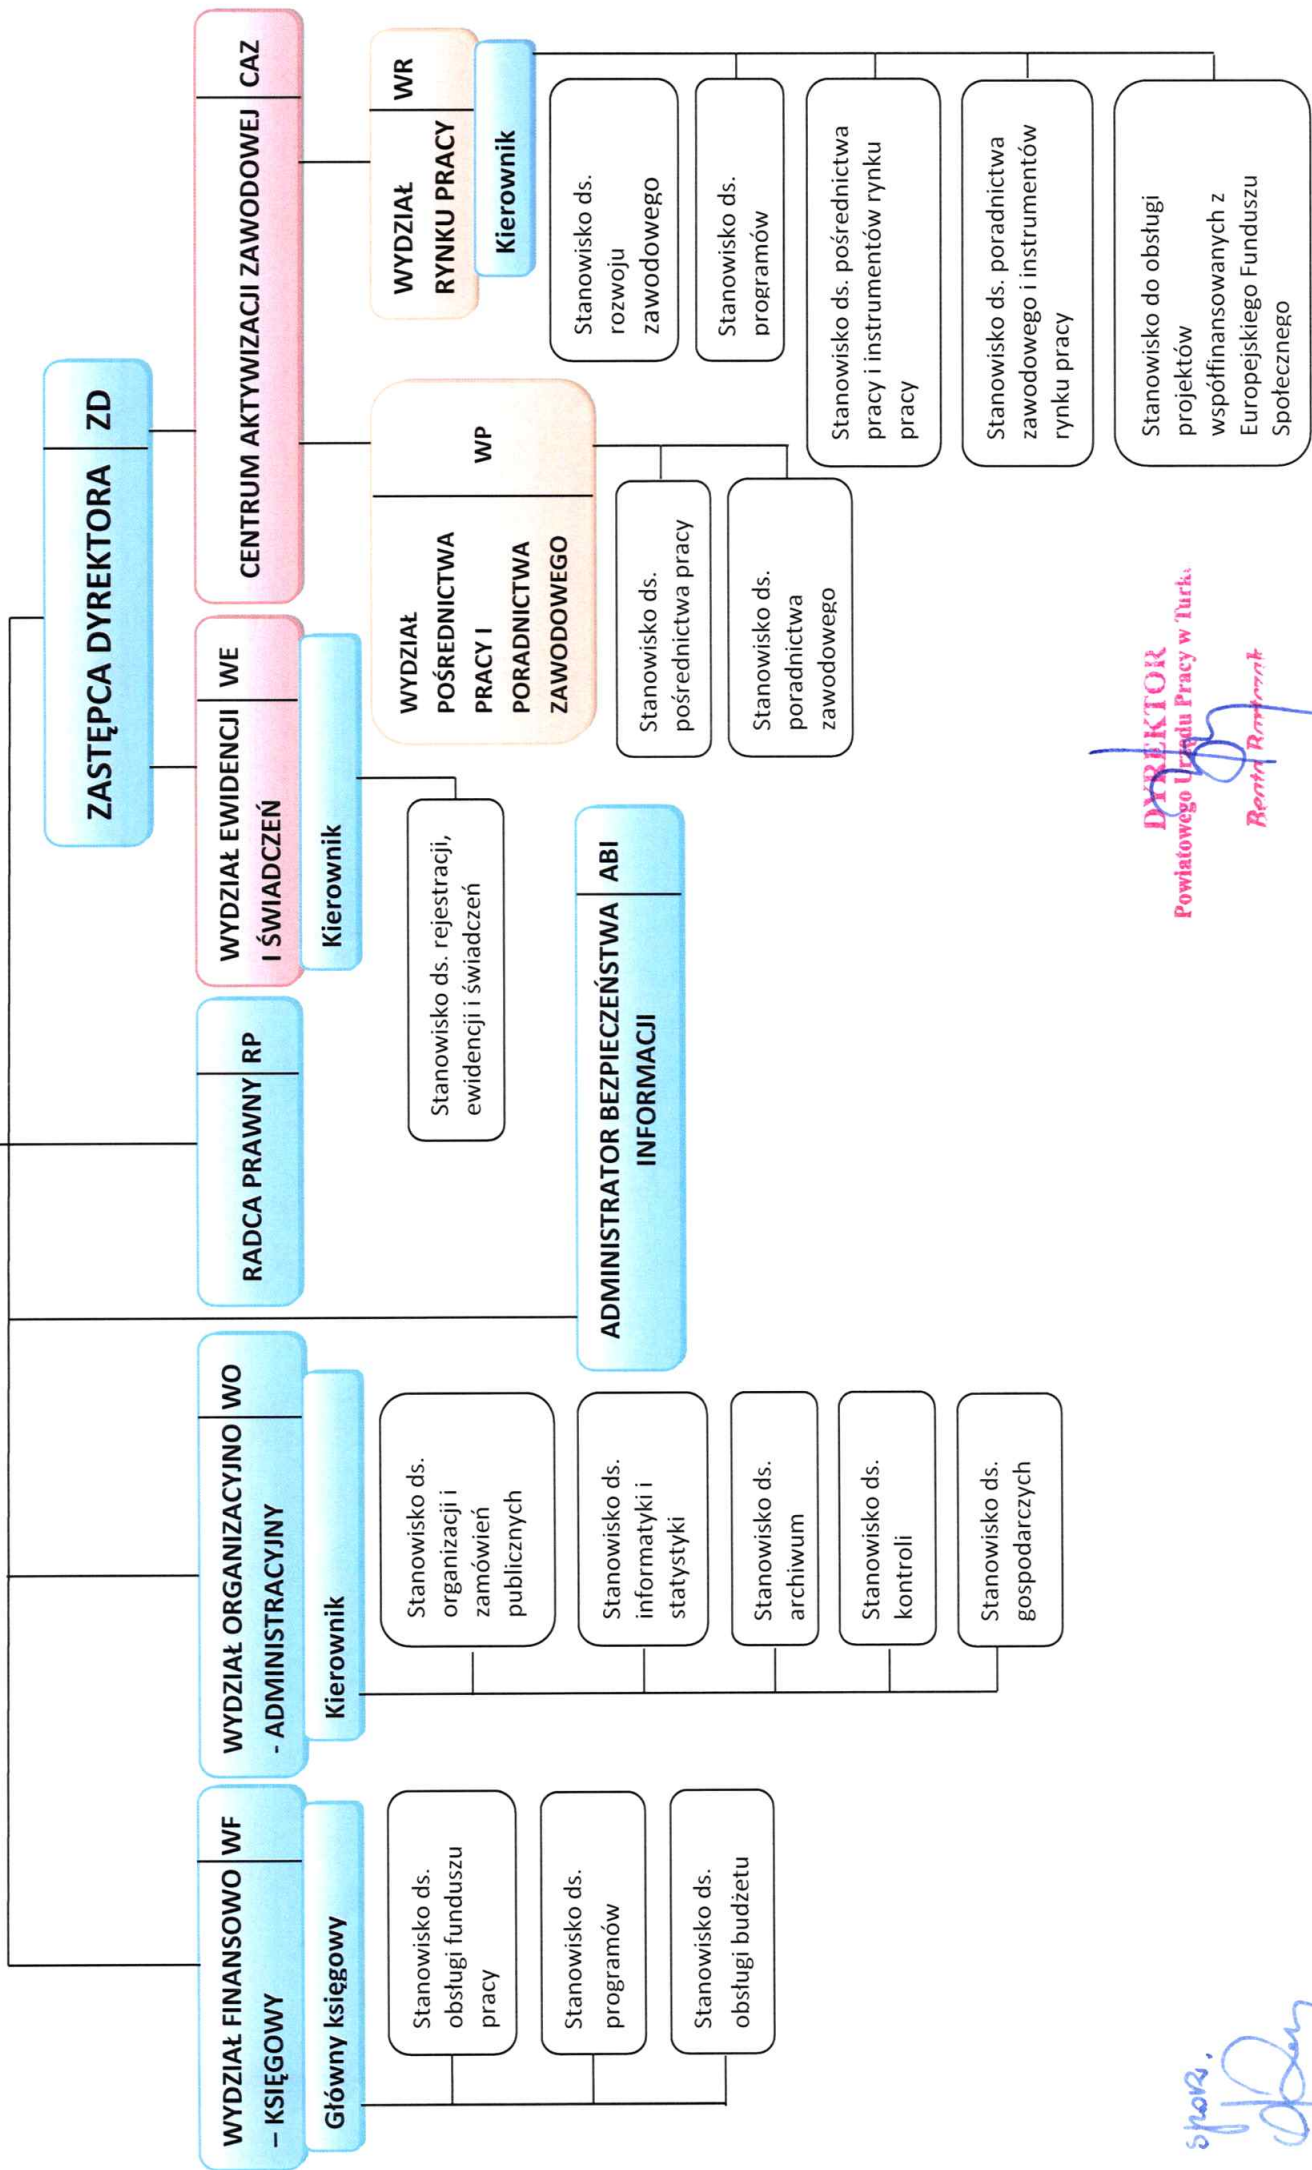 ZASTĘPCA DYREKTORA ZD
WYDZIAŁ FINANSOWO WF
– KSIĘGOWY
Główny księgowy
Stanowisko ds.
obsługi funduszu
pracy
Stanowisko ds.
programów
Stanowisko ds.
obsługi budżetu
WYDZIAŁ ORGANIZACYJNO WO
- ADMINISTRACYJNY
Kierownik
Stanowisko ds.
organizacji i
zamówień
publicznych
Stanowisko ds.
informatyki i
statystyki
Stanowisko ds.
archiwum
Stanowisko ds.
kontroli
Stanowisko ds.
gospodarczych
RADCA PRAWNY RP
ADMINISTRATOR BEZPIECZEŃSTWA ABI
INFORMACJI
WYDZIAŁ EWIDENCJI WE
I ŚWIADCZEŃ
Kierownik
Stanowisko ds. rejestracji,
ewidencji i świadczeń
CENTRUM AKTYWIZACJI ZAWODOWEJ CAZ
WYDZIAŁ
POŚREDNICTWA
PRACY I WP
PORADNICTWA
ZAWODOWEGO
Stanowisko ds.
pośrednictwa pracy
Stanowisko ds.
poradnictwa
zawodowego
WYDZIAŁ WR
RYNKU PRACY
Kierownik
Stanowisko ds.
rozwoju
zawodowego
Stanowisko ds.
programów
Stanowisko ds. pośrednictwa
pracy i instrumentów rynku
pracy
Stanowisko ds. poradnictwa
zawodowego i instrumentów
rynku pracy
Stanowisko do obsługi
projektów
współfinansowanych z
Europejskiego Funduszu
Społecznego
DYREKTOR
Powiatowego Urzędu Pracy w Turku